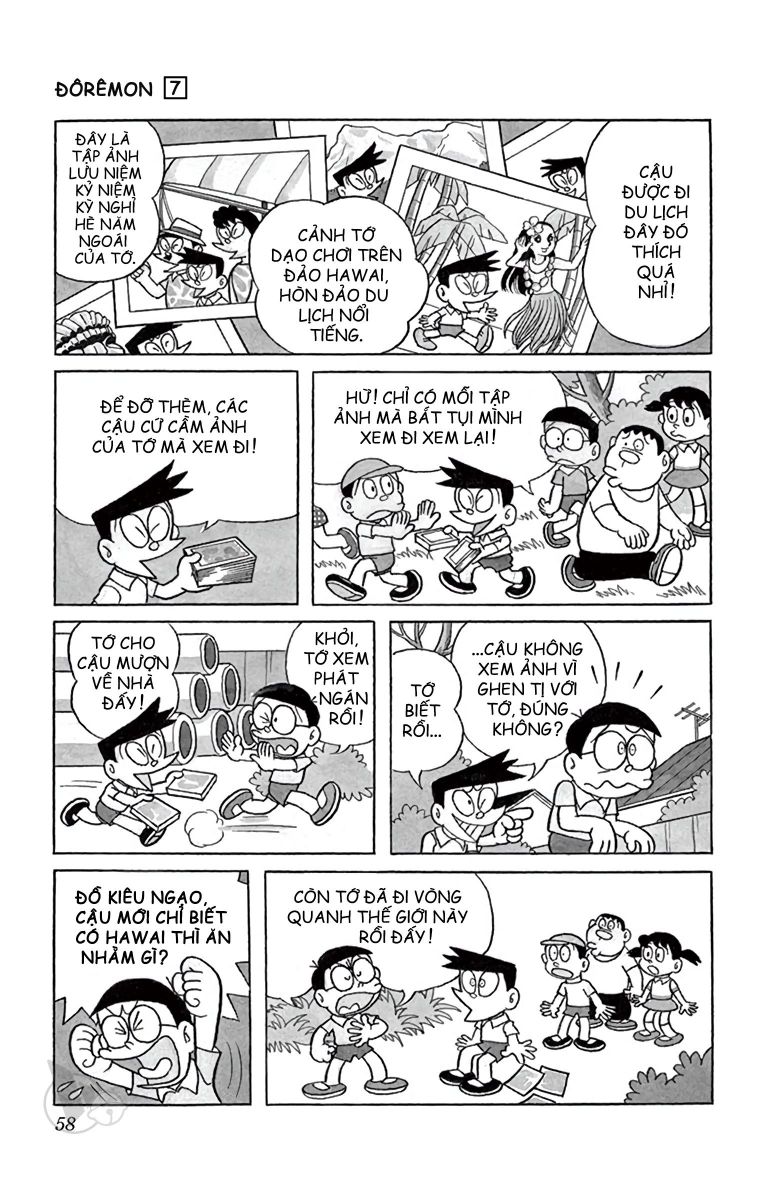 ĐÔRÊMON 7
ĐÂY LÀ
TẬP ẢNH
LƯU NIỆM
KỶ NIỆM
KỲ NGHỈ
HÈ NĂM
NGOÁI
CỦA TỚ.
CẢNH TỚ
DẠO CHƠI TRÊN
ĐẢO HAWAI,
HÒN ĐẢO DU
LỊCH NỔI
TIẾNG.
CẬU
ĐƯỢC ĐI
DU LỊCH
ĐÂY ĐÓ
THÍCH
QUÁ
NHỈ!
ĐỂ ĐỠ THÈM, CÁC
CẬU CỨ CẦM ẢNH
CỦA TỚ MÀ XEM ĐI!
HỪ! CHỈ CÓ MỖI TẬP
ẢNH MÀ BẮT TỤI MÌNH
XEM ĐI XEM LẠI!
TỚ CHO
CẬU MƯỢN
VỀ NHÀ
ĐẤY!
KHỎI,
TỚ XEM
PHÁT
NGÁN
RỒI!
TỚ
BIẾT
RỒI...
...CẬU KHÔNG
XEM ẢNH VÌ
GHEN TỊ VỚI
TỚ, ĐÚNG
KHÔNG?
ĐỒ KIÊU NGẠO,
CẬU MỚI CHỈ BIẾT
CÓ HAWAI THÌ ĂN
NHẰM GÌ?
CÒN TỚ ĐÃ ĐI VÒNG
QUANH THẾ GIỚI NÀY
RỒI ĐẤY!
58